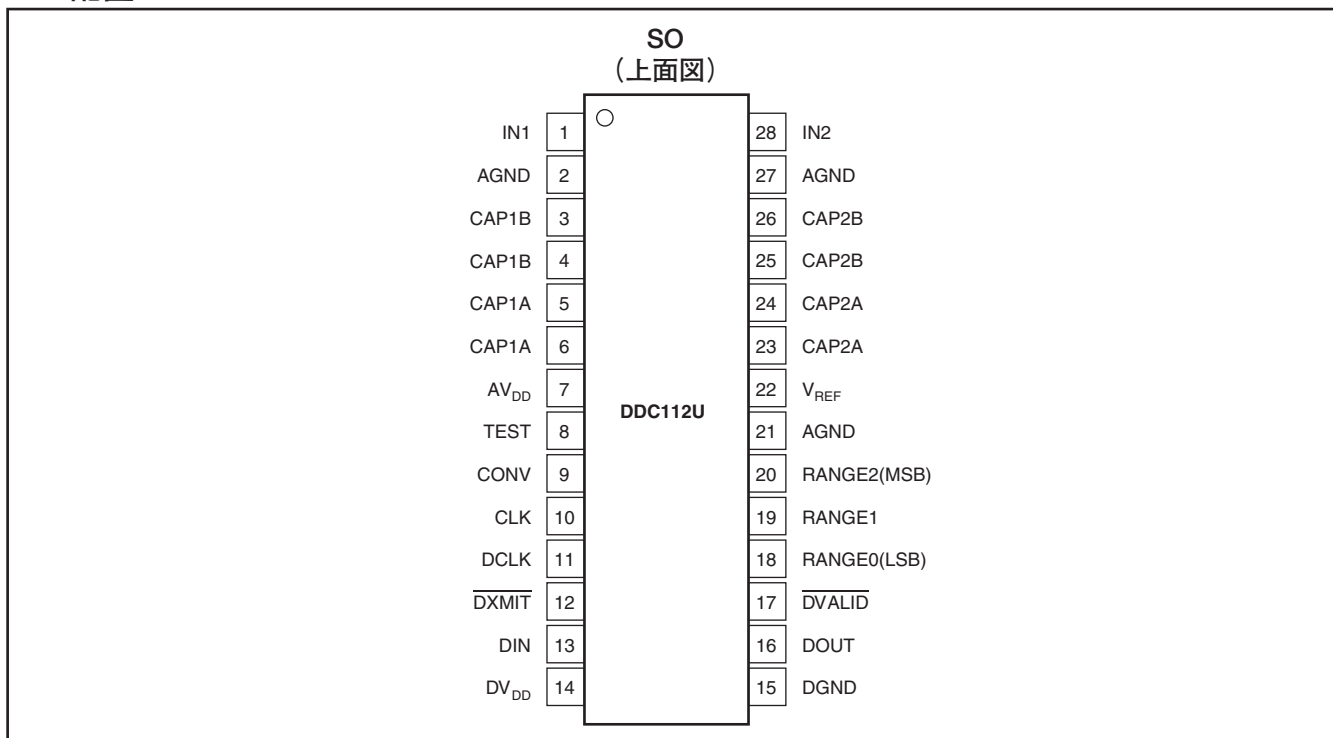 配置
SO
（上面図）
IN1 1 28 IN2
AGND 2 27 AGND
CAP1B 3 26 CAP2B
CAP1B 4 25 CAP2B
CAP1A 5 24 CAP2A
CAP1A 6 23 CAP2A
AVDD 7 22 VREF
DDC112U
TEST 8 21 AGND
CONV 9 20 RANGE2(MSB)
CLK 10 19 RANGE1
DCLK 11 18 RANGE0(LSB)
DXMIT 12 17 DVALID
DIN 13 16 DOUT
DVDD 14 15 DGND